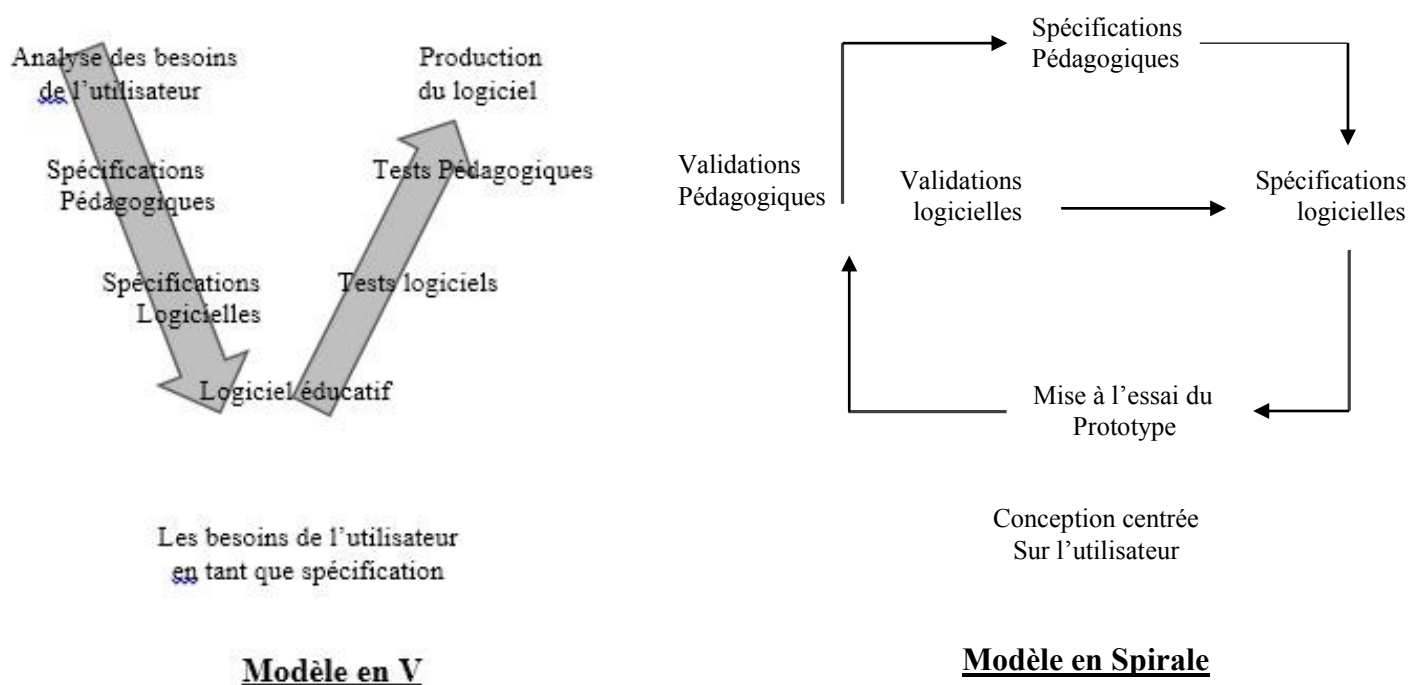 Analyse des besoins
de l’utilisateur
Spécifications
Pédagogiques
Spécifications
Logicielles
Logiciel éducatif
Tests logiciels
Tests Pédagogiques
Production
du logiciel
Les besoins de l’utilisateur
en tant que spécification
Modèle en V
Spécifications
Pédagogiques
Validations
Pédagogiques
Validations
logicielles
Spécifications
logicielles
Mise à l’essai du
Prototype
Conception centrée
Sur l’utilisateur
Modèle en Spirale